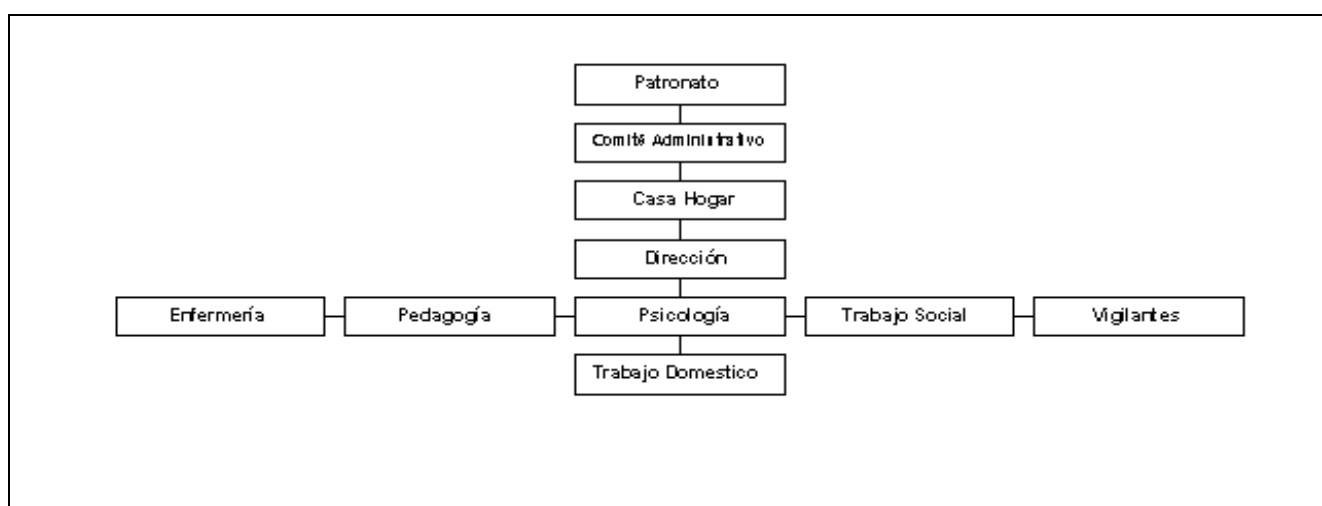 Patronato
Comité Administrativo
Casa Hogar
Dirección
Enfermería
Pedagogía
Psicología
Trabajo Social
Vigilantes
Trabajo Domestico